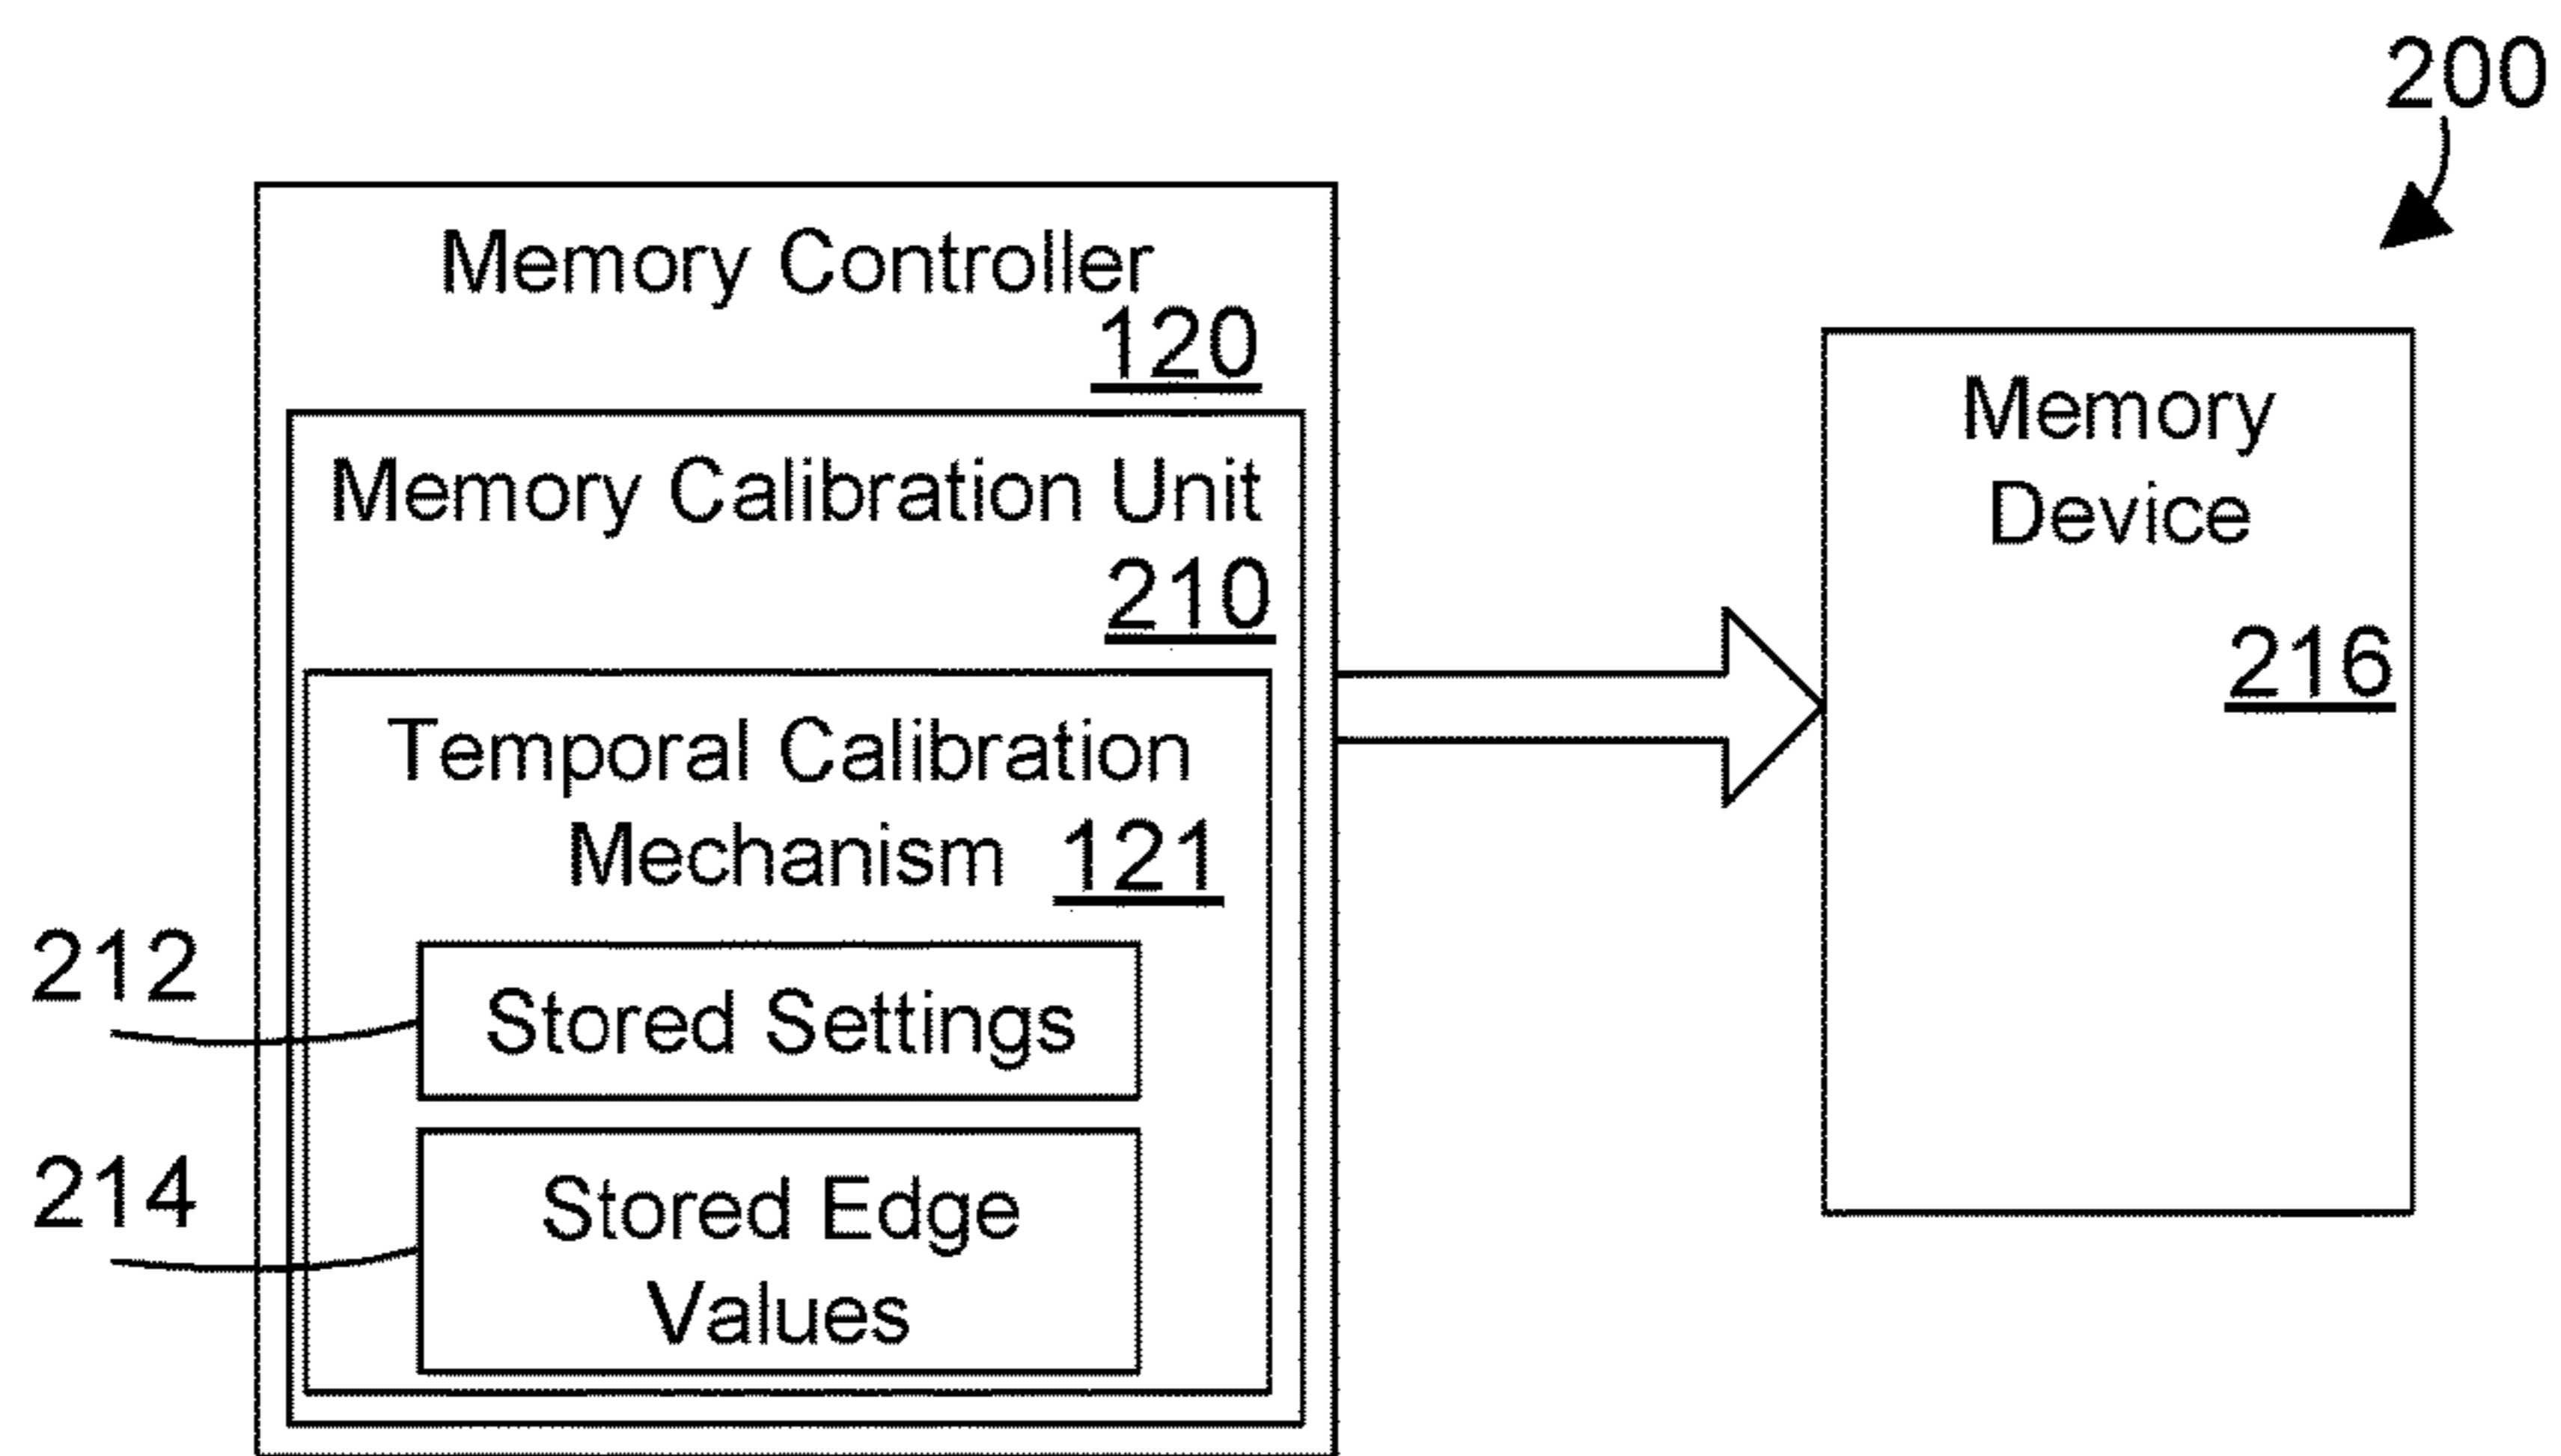 200
Memory Controller
120
Memory Calibration Unit
210
Temporal Calibration
Mechanism 121
212
Stored Settings
214
Stored Edge
Values
Memory
Device
216